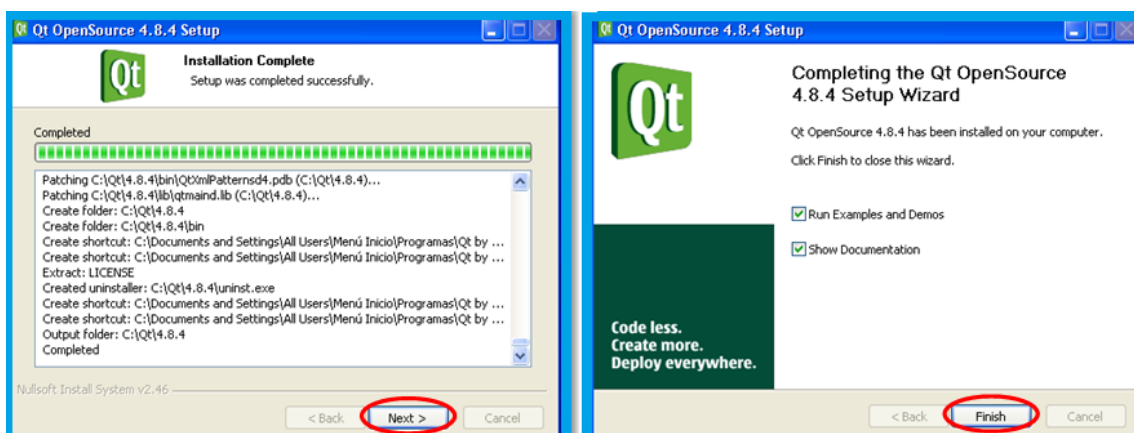 Qt OpenSource 4.8.4 Setup
Qt
Installation Complete
Setup was completed successfully.
Completed
Patching C:\Qt\4.8.4\bin\QtXmlPatternsd4.pdb (C:\Qt\4.8.4)...
Patching C:\Qt\4.8.4\lib\qtmaind.lib (C:\Qt\4.8.4)...
Create folder: C:\Qt\4.8.4
Create folder: C:\Qt\4.8.4\bin
Create shortcut: C:\Documents and Settings\All Users\Menú Inicio\Programas\Qt by ...
Create shortcut: C:\Documents and Settings\All Users\Menú Inicio\Programas\Qt by ...
Extract: LICENSE
Created uninstaller: C:\Qt\4.8.4\uninst.exe
Create shortcut: C:\Documents and Settings\All Users\Menú Inicio\Programas\Qt by ...
Create shortcut: C:\Documents and Settings\All Users\Menú Inicio\Programas\Qt by ...
Output folder: C:\Qt\4.8.4
Completed
Nullsoft Install System v2.46
< Back
Next >
Cancel
Qt OpenSource 4.8.4 Setup
Qt
Completing the Qt OpenSource
4.8.4 Setup Wizard
Qt OpenSource 4.8.4 has been installed on your computer.
Click Finish to close this wizard.
Run Examples and Demos
Show Documentation
Code less.
Create more.
Deploy everywhere.
< Back
Finish
Cancel